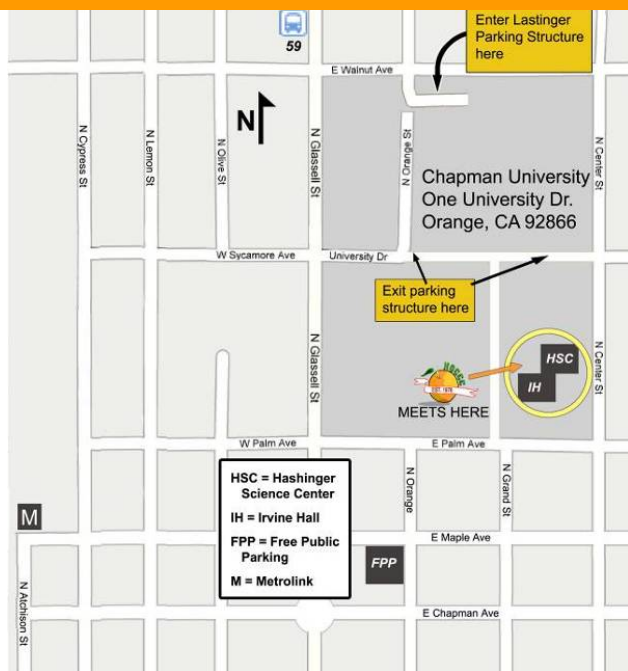 Enter Lastinger
Parking Structure
here
59
E Walnut Ave
N
N Cypress St
N Lemon St
N Olive St
N Glassell St
N Orange St
N Center St
Chapman University
One University Dr.
Orange, CA 92866
W Sycamore Ave
University Dr
Exit parking
structure here
N Glassell St
N Center St
HSC
IH
MEETS HERE
W Palm Ave
E Palm Ave
HSC = Hashinger
Science Center
IH = Irvine Hall
FPP = Free Public
Parking
M = Metrolink
N Orange
N Grand St
M
E Maple Ave
FPP
N Atchison St
E Chapman Ave